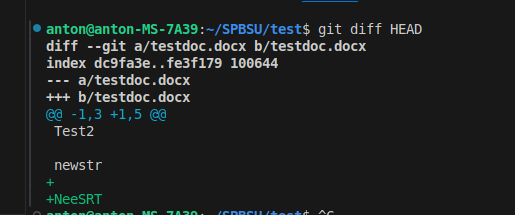 anton@anton-MS-7A39:~/SPBSU/test$ git diff HEAD
diff --git a/testdoc.docx b/testdoc.docx
index dc9fa3e..fe3f179 100644
--- a/testdoc.docx
+++ b/testdoc.docx
@@ -1,3 +1,5 @@
 Test2

 newstr
+
+NeeSRT
anton@anton-MS-7A39:~/SPBSU/test$ ^C